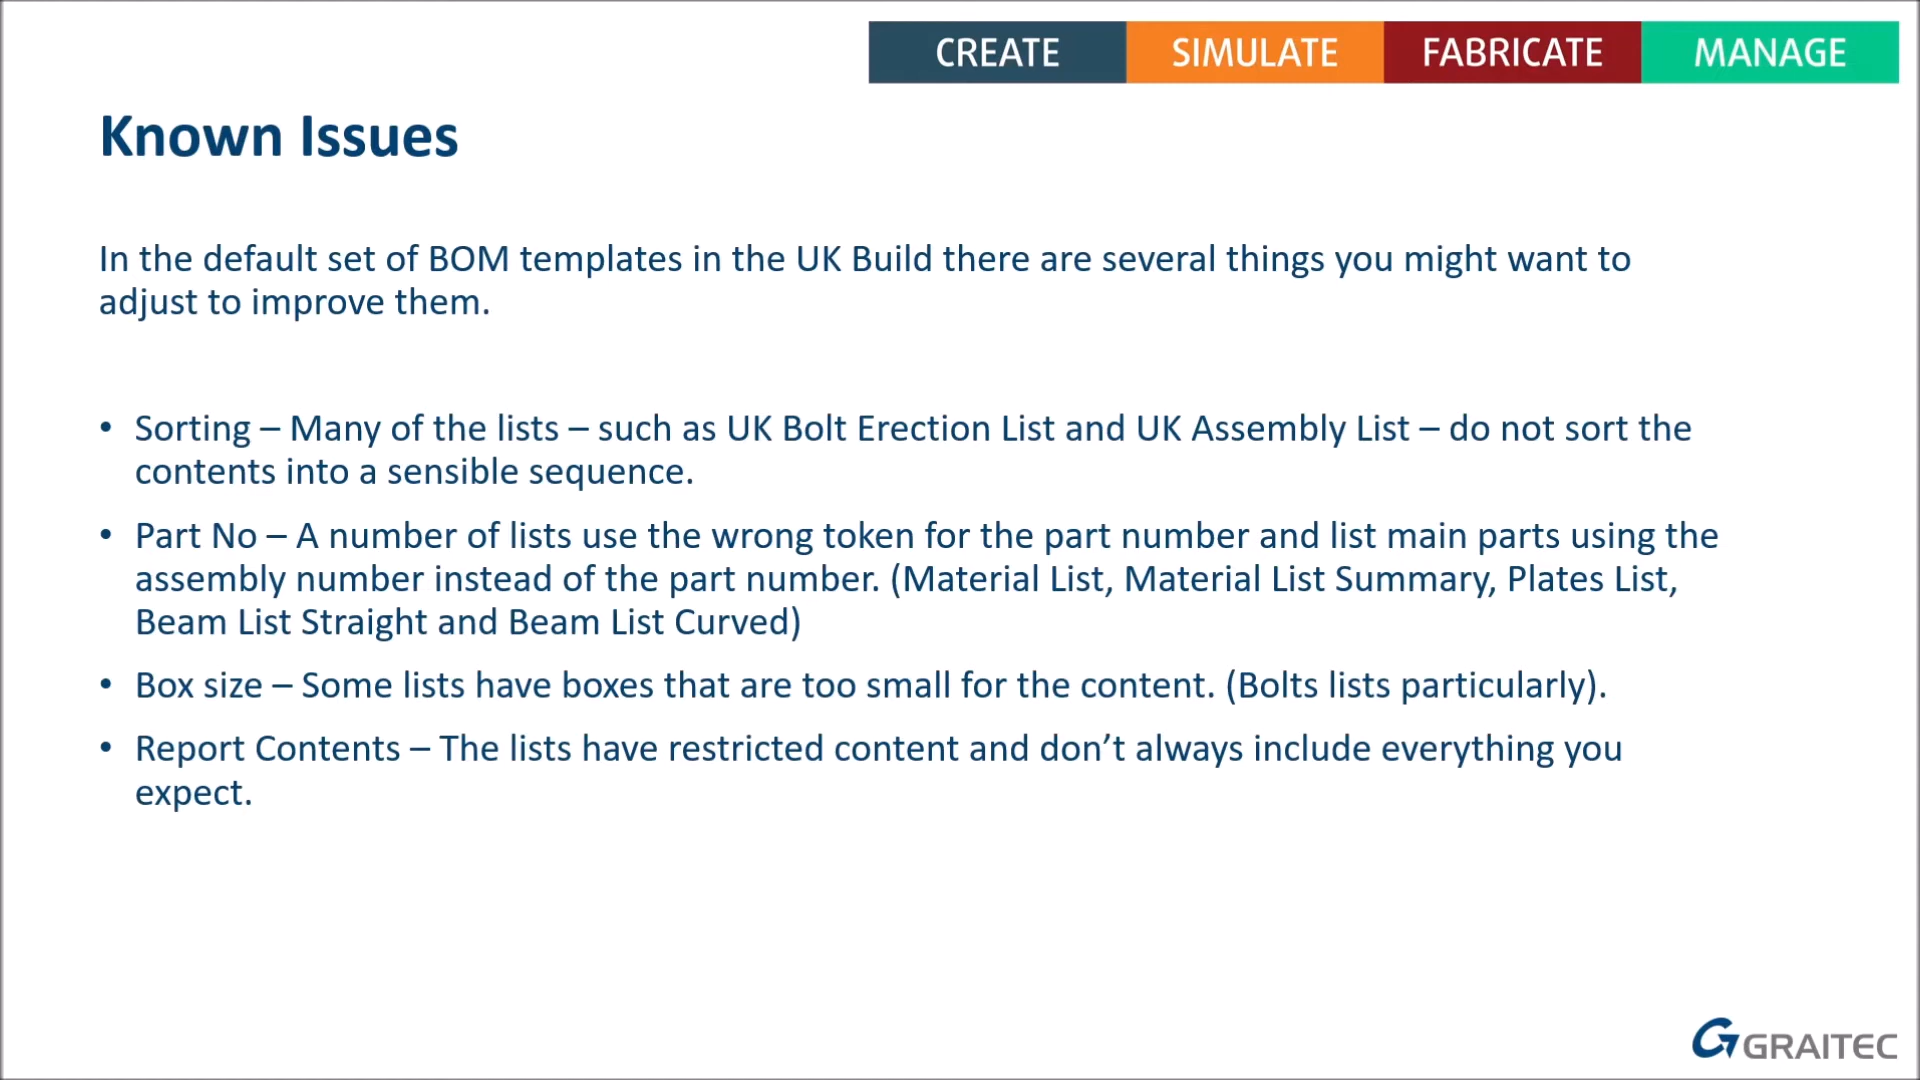 CREATE SIMULATE FABRICATE MANAGE
Known Issues
In the default set of BOM templates in the UK Build there are several things you might want to
adjust to improve them.
• Sorting – Many of the lists – such as UK Bolt Erection List and UK Assembly List – do not sort the
contents into a sensible sequence.
• Part No – A number of lists use the wrong token for the part number and list main parts using the
assembly number instead of the part number. (Material List, Material List Summary, Plates List,
Beam List Straight and Beam List Curved)
• Box size – Some lists have boxes that are too small for the content. (Bolts lists particularly).
• Report Contents – The lists have restricted content and don’t always include everything you
expect.
GRAITEC